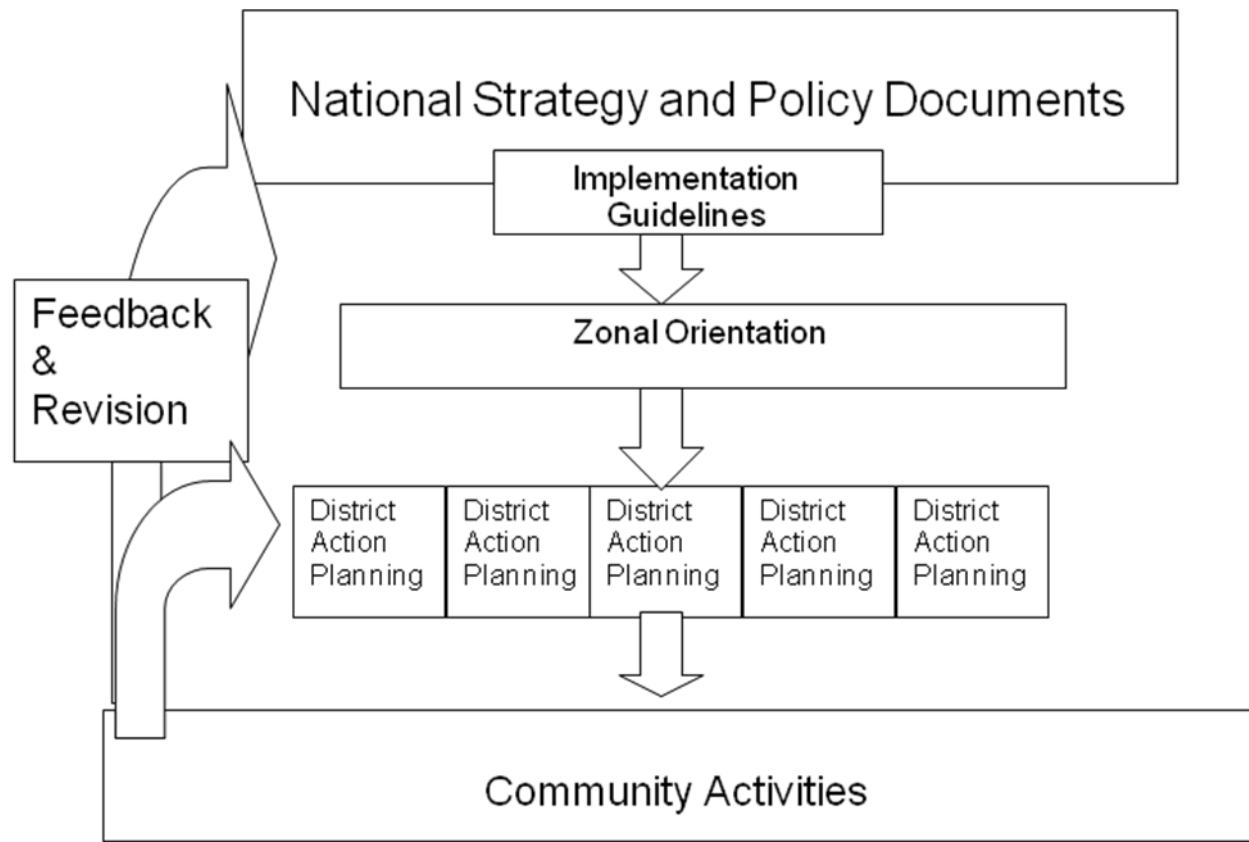 National Strategy and Policy Documents
Implementation
Guidelines
Feedback
&
Revision
Zonal Orientation
District
Action
Planning
District
Action
Planning
District
Action
Planning
District
Action
Planning
District
Action
Planning
Community Activities